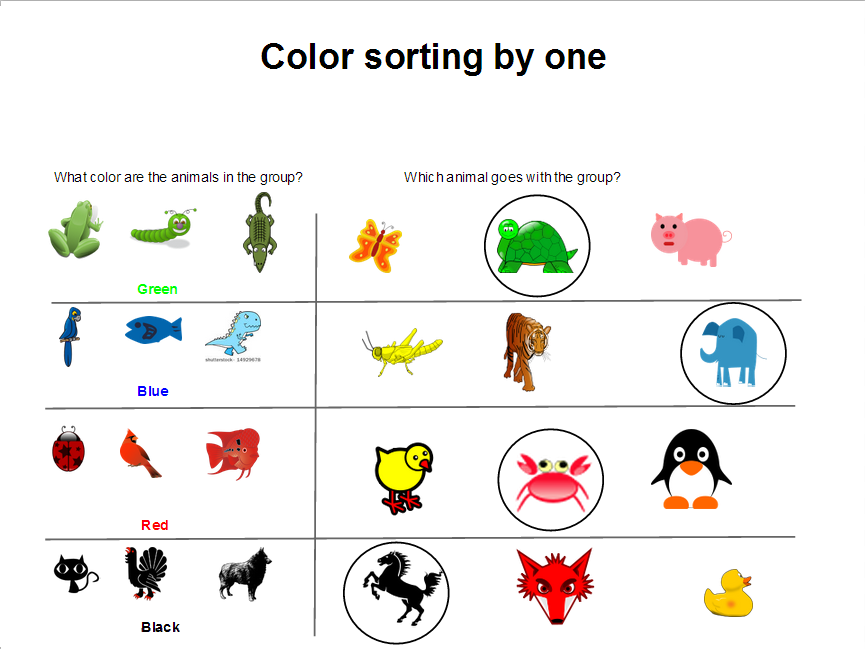 Color sorting by one
What color are the animals in the group?
Which animal goes with the group?
Green
shutterstock · 14929678
Blue
Red
Black